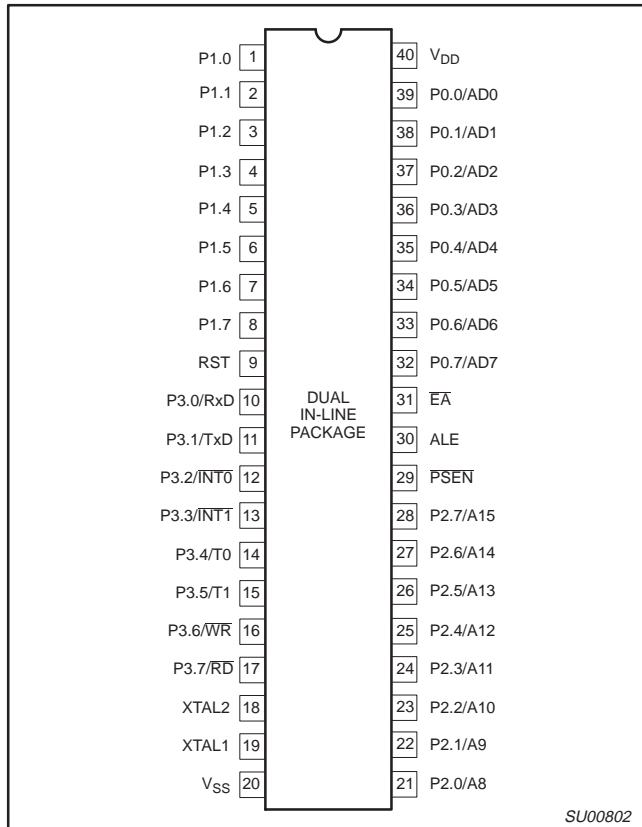 P1.0 1 40 VDD
P1.1 2 39 P0.0/AD0
P1.2 3 38 P0.1/AD1
P1.3 4 37 P0.2/AD2
P1.4 5 36 P0.3/AD3
P1.5 6 35 P0.4/AD4
P1.6 7 34 P0.5/AD5
P1.7 8 33 P0.6/AD6
RST 9 32 P0.7/AD7
P3.0/RxD 10 DUAL 31 E̅A̅
IN-LINE
P3.1/TxD 11 PACKAGE 30 ALE
P3.2/I̅N̅T̅0̅ 12 29 P̅S̅E̅N̅
P3.3/I̅N̅T̅1̅ 13 28 P2.7/A15
P3.4/T0 14 27 P2.6/A14
P3.5/T1 15 26 P2.5/A13
P3.6/W̅R̅ 16 25 P2.4/A12
P3.7/R̅D̅ 17 24 P2.3/A11
XTAL2 18 23 P2.2/A10
XTAL1 19 22 P2.1/A9
VSS 20 21 P2.0/A8
SU00802